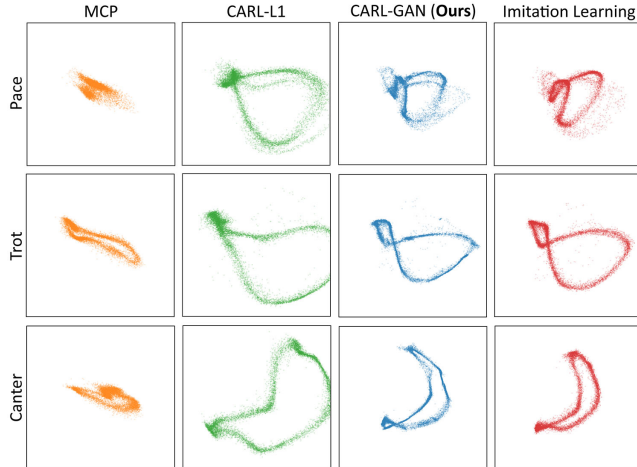 MCP CARL-L1 CARL-GAN (Ours) Imitation Learning
Pace
Trot
Canter